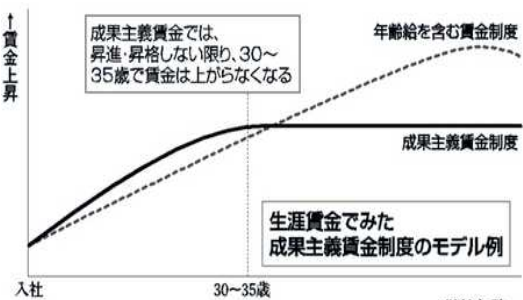 ↑賃金上昇
成果主義賃金では、
昇進・昇格しない限り、30〜
35歳で賃金は上がらなくなる
年齢給を含む賃金制度
成果主義賃金制度
生涯賃金でみた
成果主義賃金制度のモデル例
入社
30〜35歳